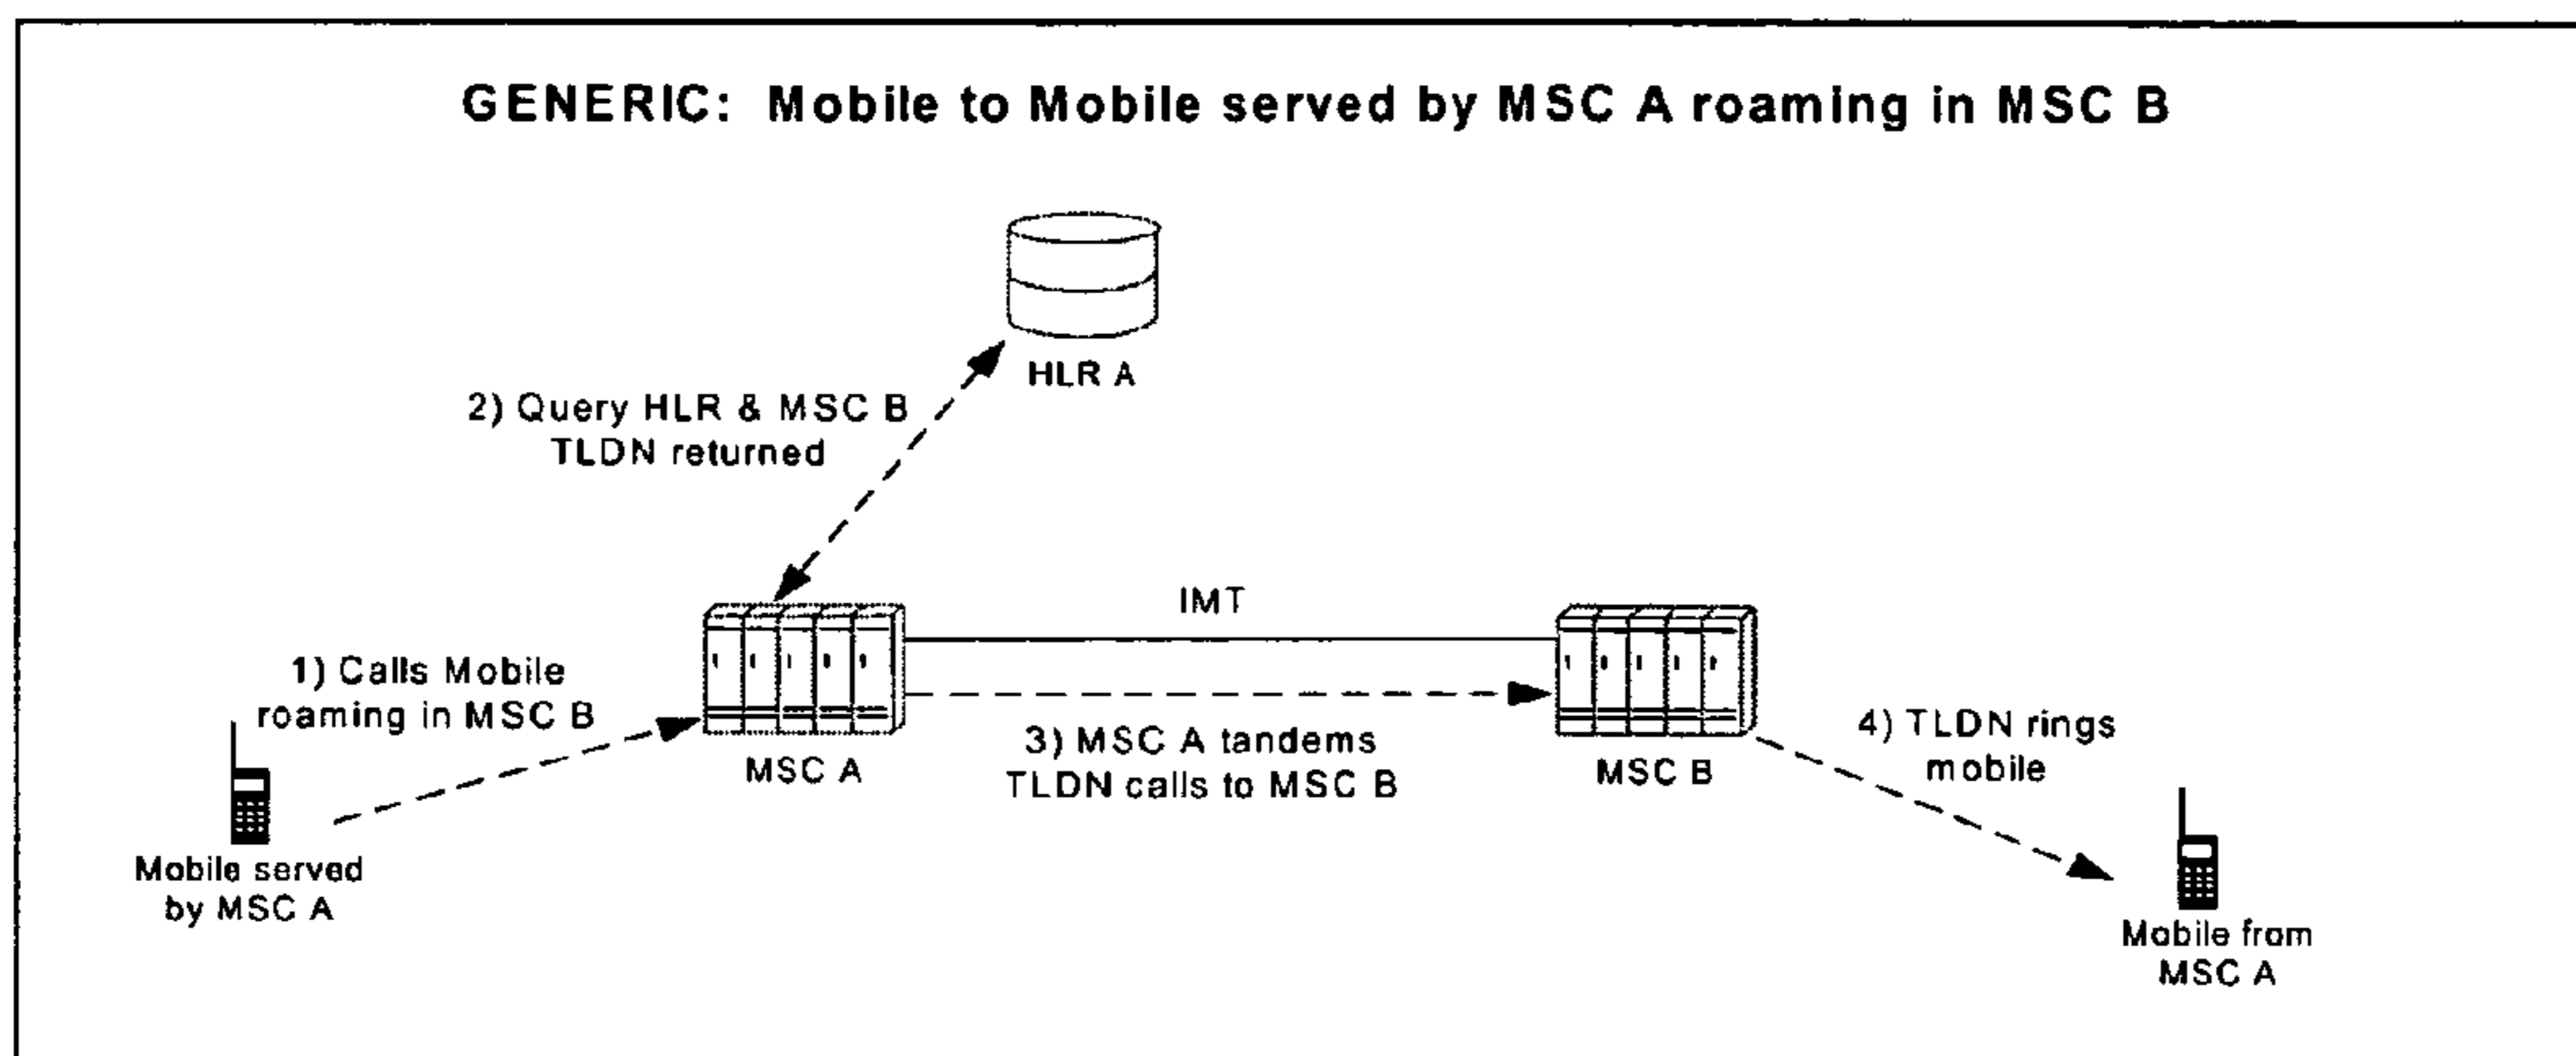 GENERIC: Mobile to Mobile served by MSC A roaming in MSC B
HLR A
2) Query HLR & MSC B
TLDN returned
IMT
1) Calls Mobile
roaming in MSC B
MSC A
3) MSC A tandems
TLDN calls to MSC B
MSC B
4) TLDN rings
mobile
Mobile served
by MSC A
Mobile from
MSC A